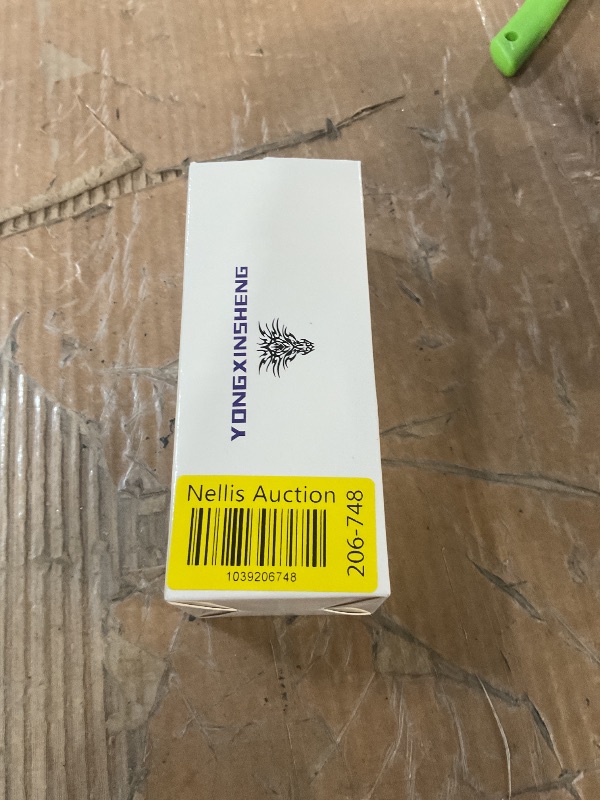 YONGXINSHENG
Nellis Auction
1039206748
206-748